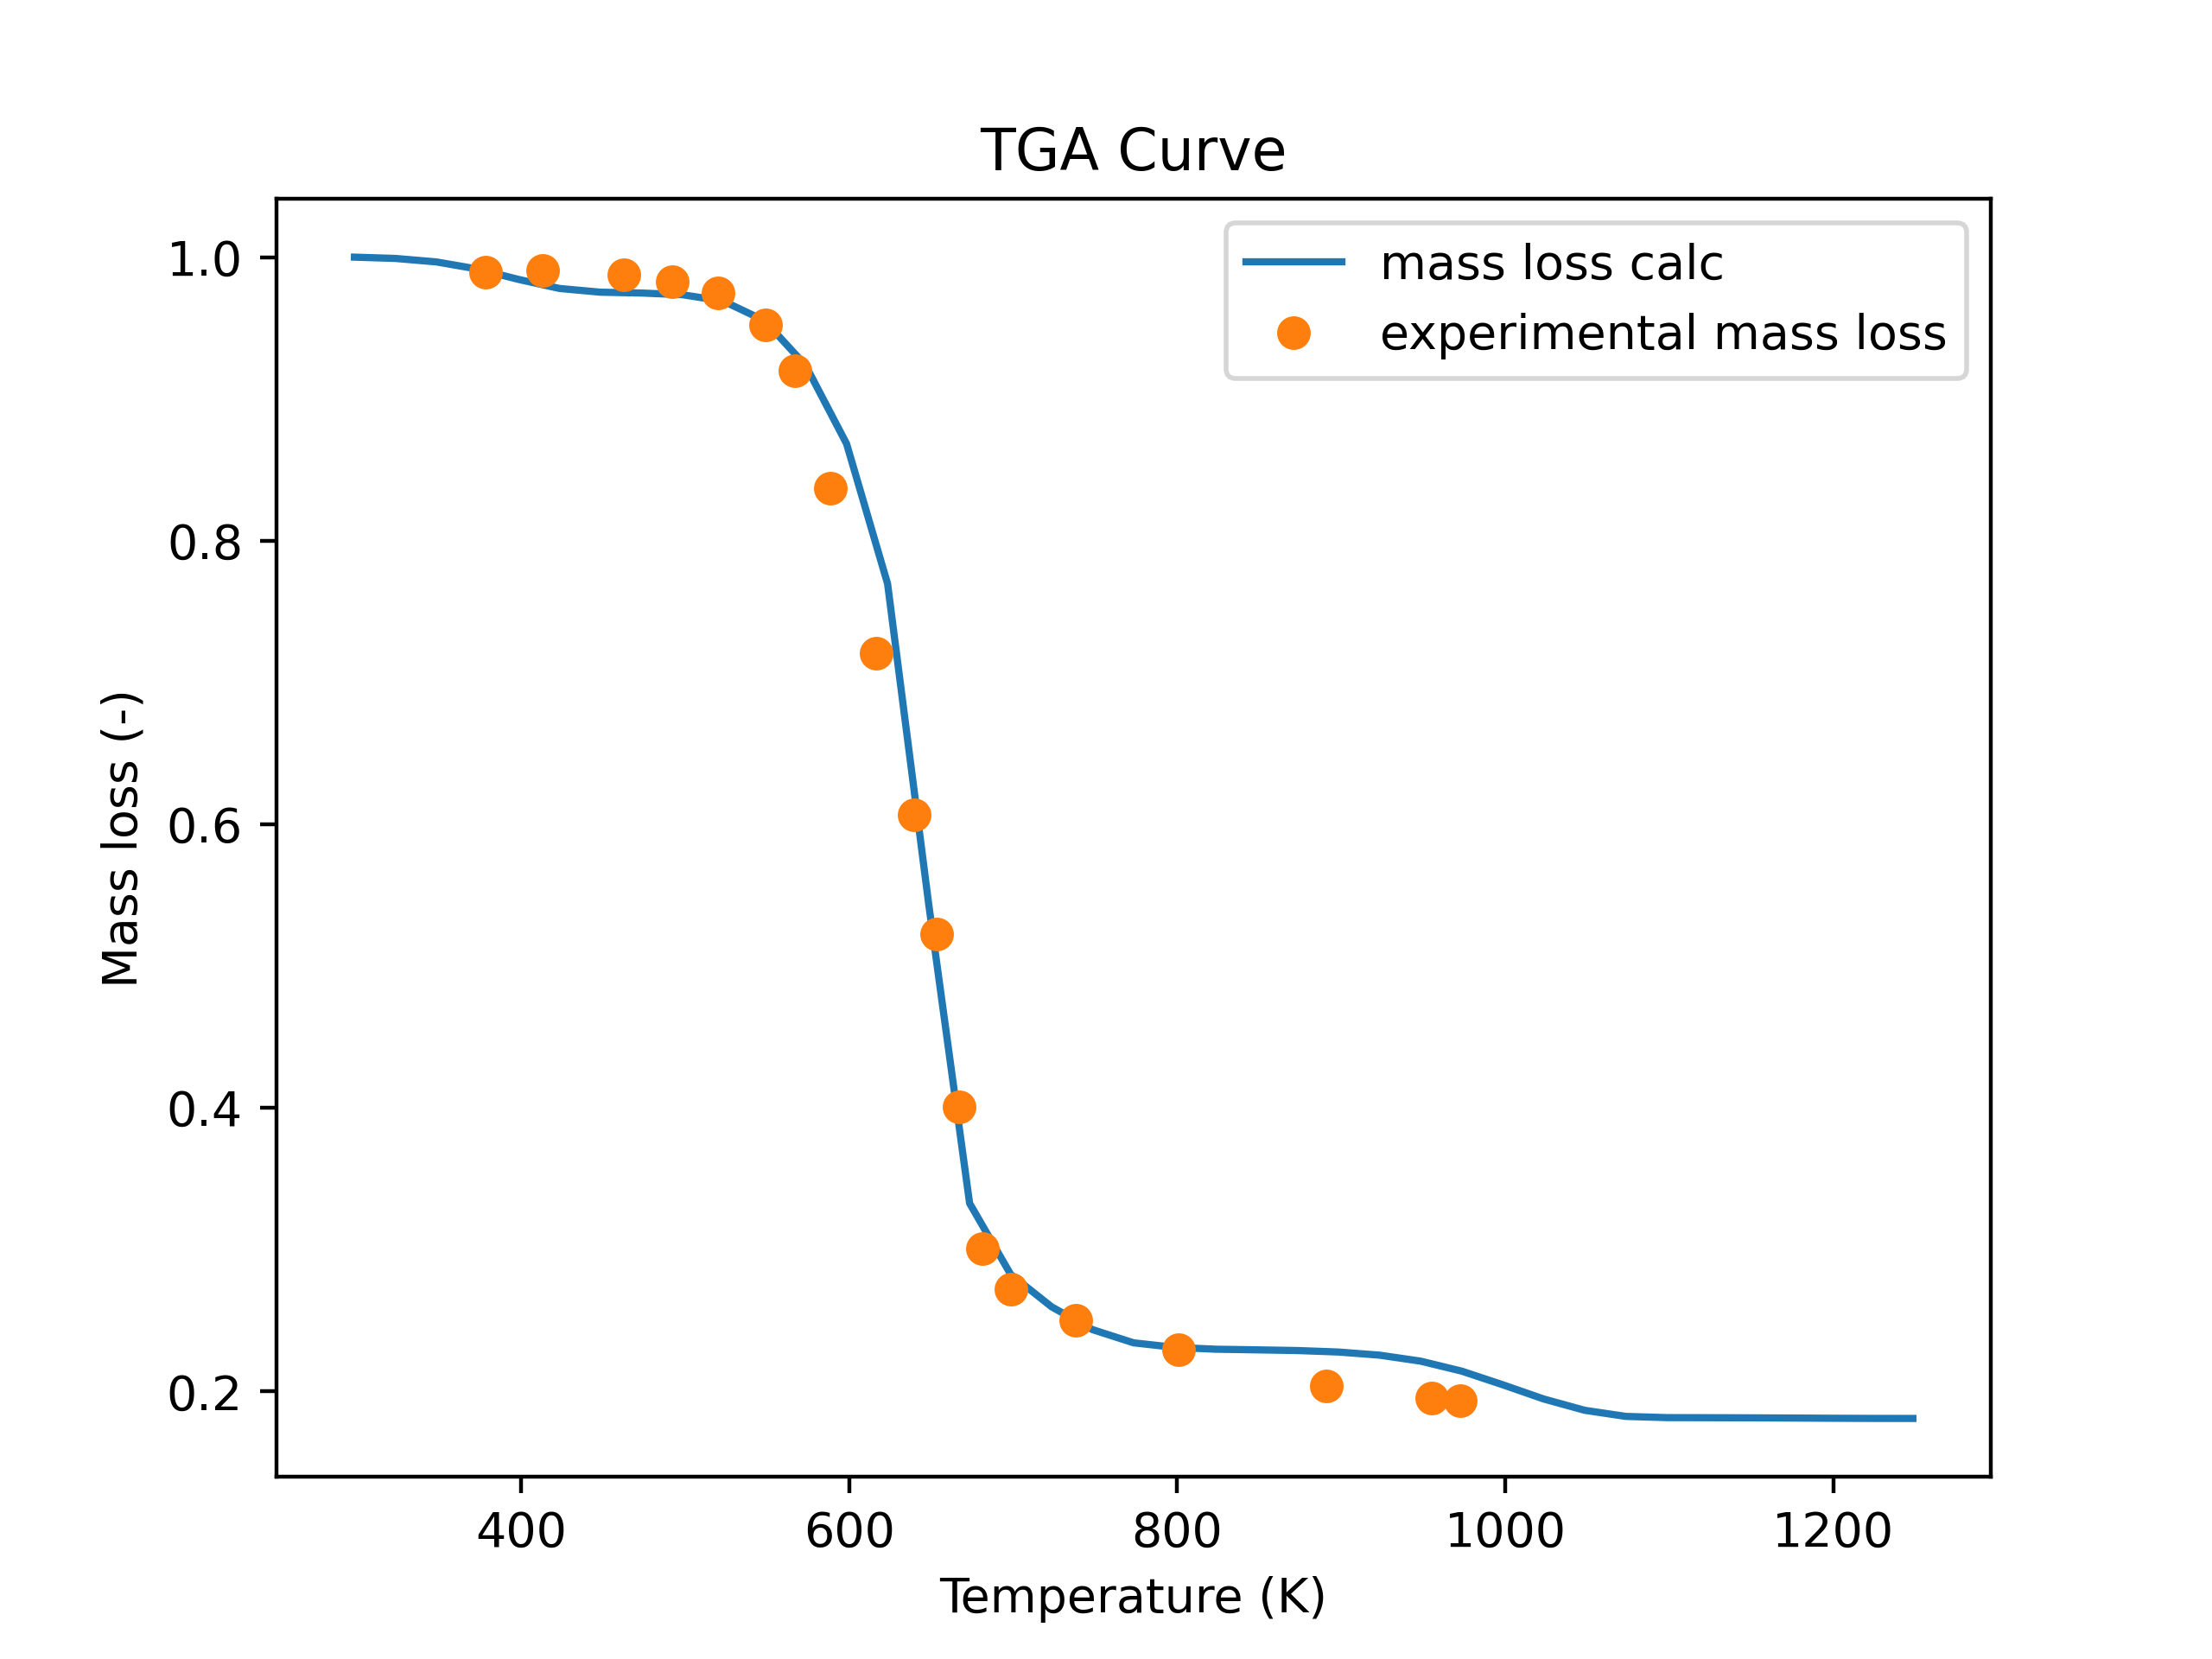 TGA Curve
mass loss calc
experimental mass loss
Mass loss (-)
1.0
0.8
0.6
0.4
0.2
400 600 800 1000 1200
Temperature (K)